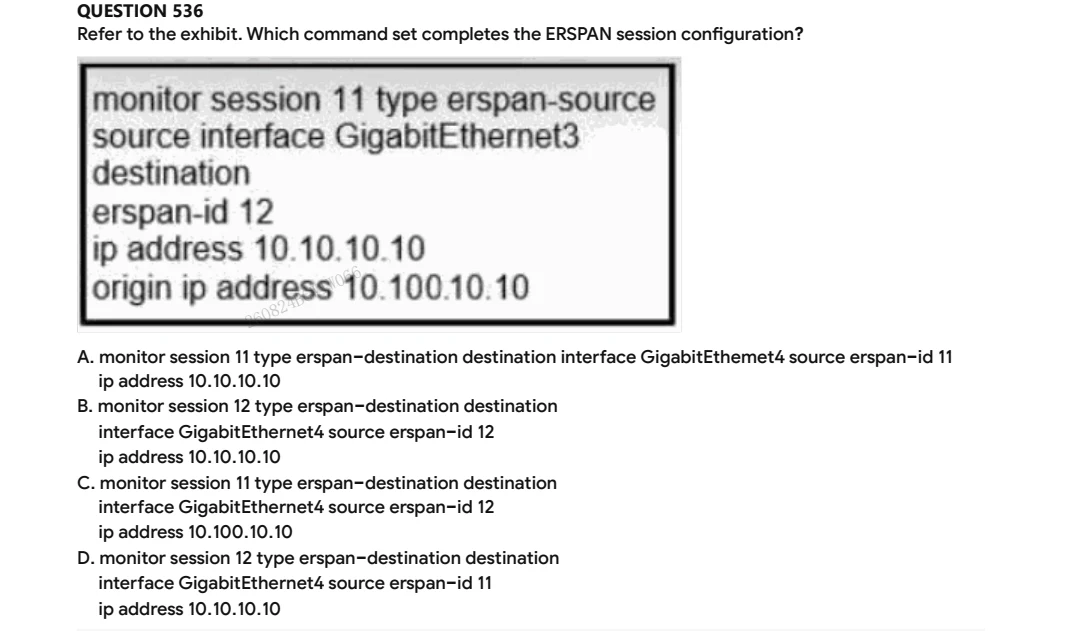 QUESTION 536
Refer to the exhibit. Which command set completes the ERSPAN session configuration?
monitor session 11 type erspan-source
source interface GigabitEthernet3
destination
erspan-id 12
ip address 10.10.10.10
origin ip address 10.100.10.10
A. monitor session 11 type erspan-destination destination interface GigabitEthemet4 source erspan-id 11
ip address 10.10.10.10
B. monitor session 12 type erspan-destination destination
interface GigabitEthernet4 source erspan-id 12
ip address 10.10.10.10
C. monitor session 11 type erspan-destination destination
interface GigabitEthernet4 source erspan-id 12
ip address 10.100.10.10
D. monitor session 12 type erspan-destination destination
interface GigabitEthernet4 source erspan-id 11
ip address 10.10.10.10